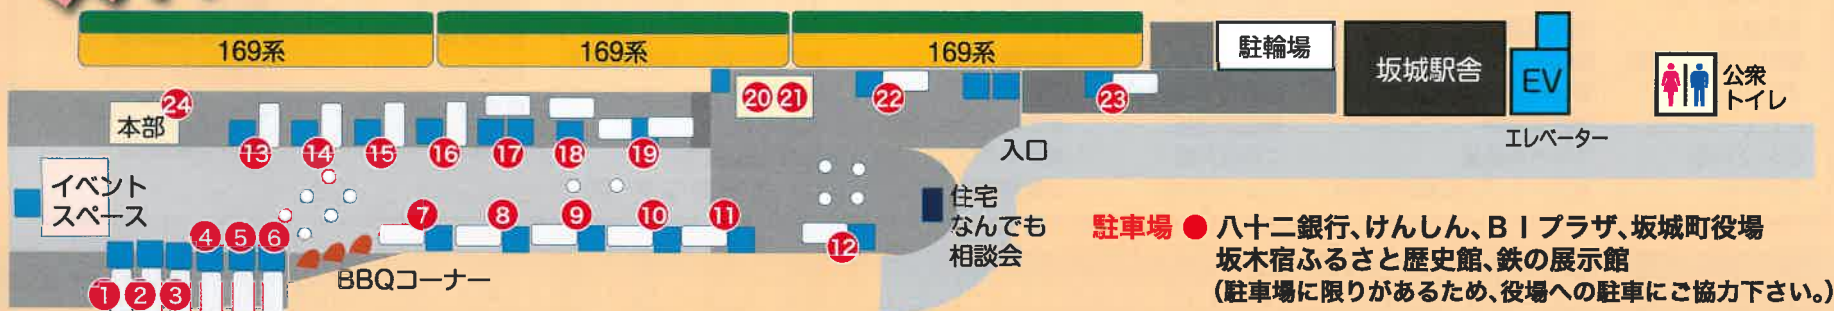 169系
169系
169系
駐輪場
坂城駅舎
EV
公衆
トイレ
エレベーター
本部
24
20
21
22
23
13
14
15
16
17
18
19
入口
イベント
スペース
住宅
なんでも
相談会
4
5
6
7
8
9
10
11
12
1
2
3
BBQコーナー
駐車場 ● 八十二銀行、けんしん、BIプラザ、坂城町役場
坂木宿ふるさと歴史館、鉄の展示館
(駐車場に限りがあるため、役場への駐車にご協力下さい。)